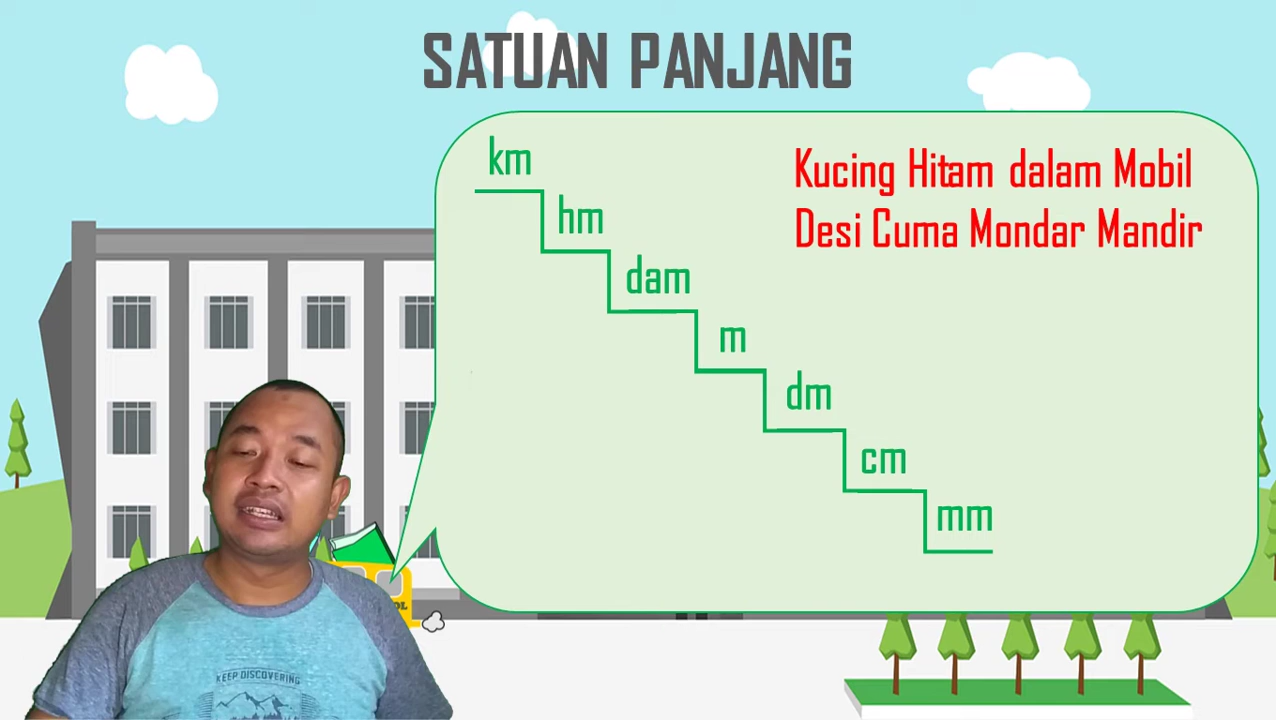 SATUAN PANJANG
km
hm
dam
m
dm
cm
mm
Kucing Hitam dalam Mobil
Desi Cuma Mondar Mandir
KEEP DISCOVERING